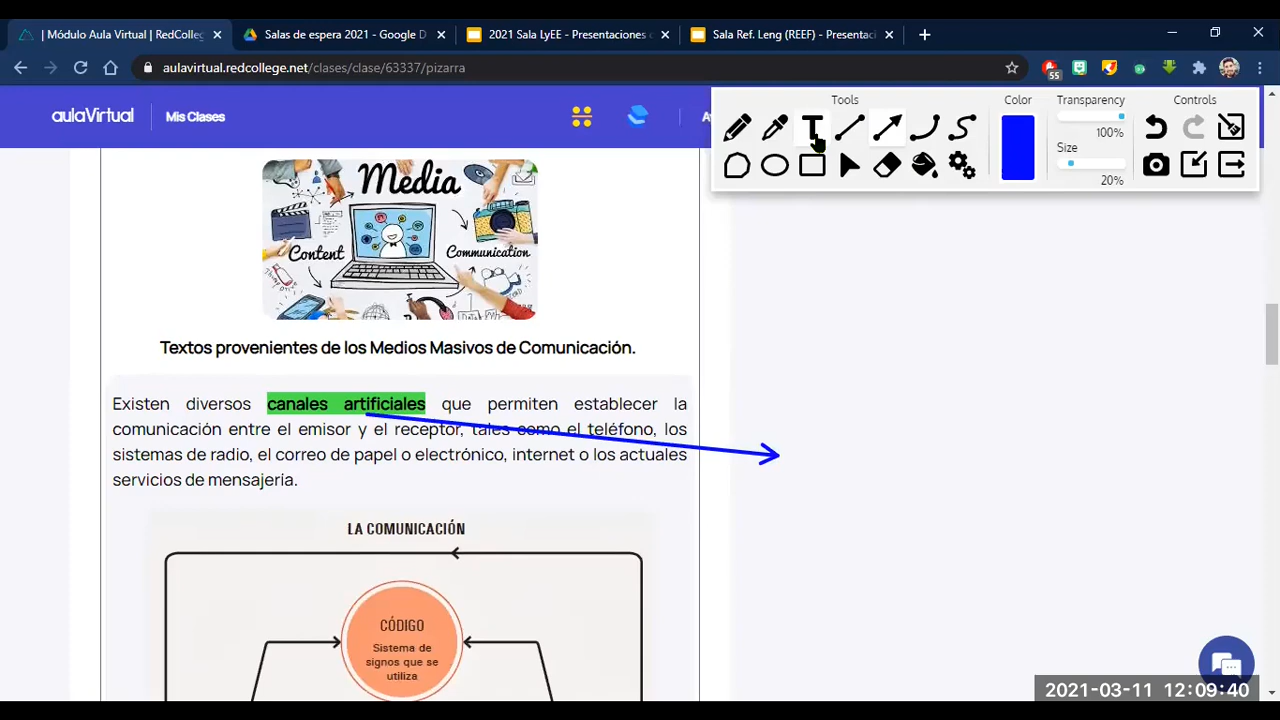 | Módulo Aula Virtual | RedColleg
Salas de espera 2021 - Google D
2021 Sala LyEE - Presentaciones
Sala Ref. Leng (REEF) - Presentac
aulavirtual.redcollege.net/clases/clase/63337/pizarra
55
aulaVirtual
Mis Clases
Tools
Color
Transparency
100%
Size
20%
Controls
Media
Content
Communication
Textos provenientes de los Medios Masivos de Comunicación.
Existen diversos canales artificiales que permiten establecer la
comunicación entre el emisor y el receptor, tales como el teléfono, los
sistemas de radio, el correo de papel o electrónico, internet o los actuales
servicios de mensajería.
LA COMUNICACIÓN
CÓDIGO
Sistema de
signos que se
utiliza
2021-03-11 12:09:40